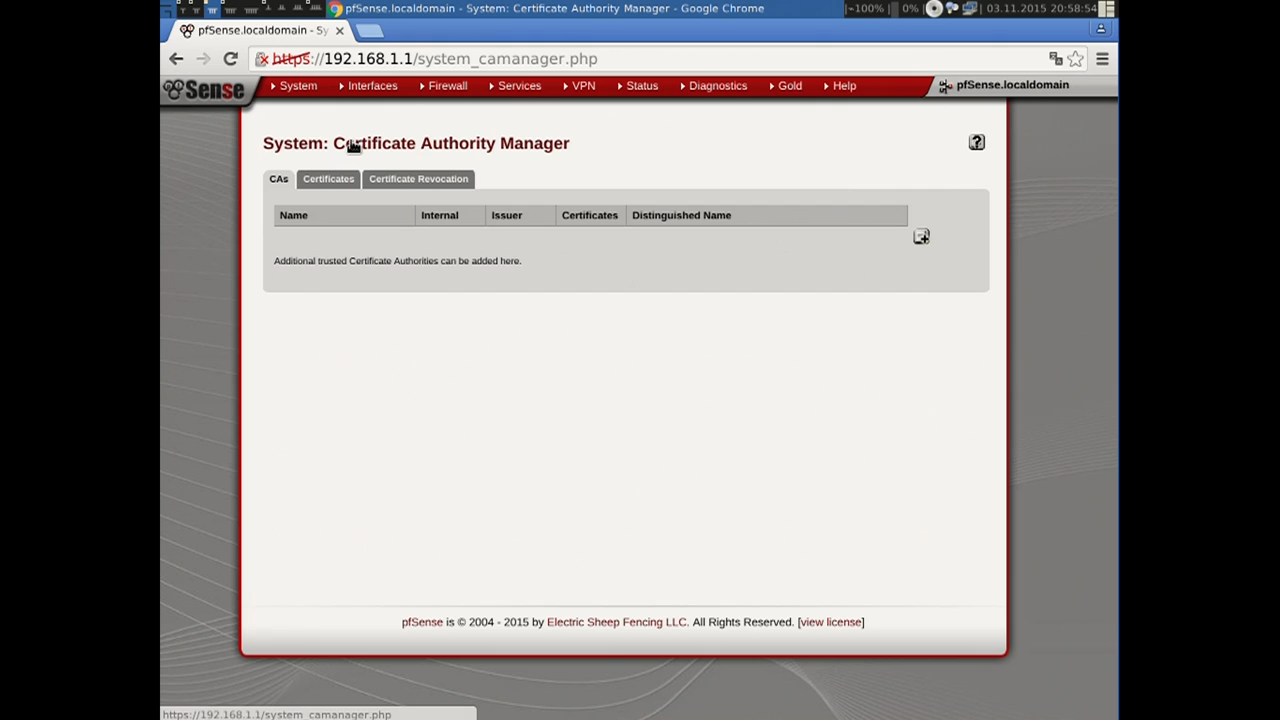 pfSense.localdomain - System: Certificate Authority Manager - Google Chrome
~100% 0% 03.11.2015 20:58:54
pfSense.localdomain - Sy
https://192.168.1.1/system_camanager.php
Sense System Interfaces Firewall Services VPN Status Diagnostics Gold Help pfSense.localdomain
System: Certificate Authority Manager
CAs Certificates Certificate Revocation
Name Internal Issuer Certificates Distinguished Name
Additional trusted Certificate Authorities can be added here.
pfSense is © 2004 - 2015 by Electric Sheep Fencing LLC. All Rights Reserved. [view license]
https://192.168.1.1/system_camanager.php